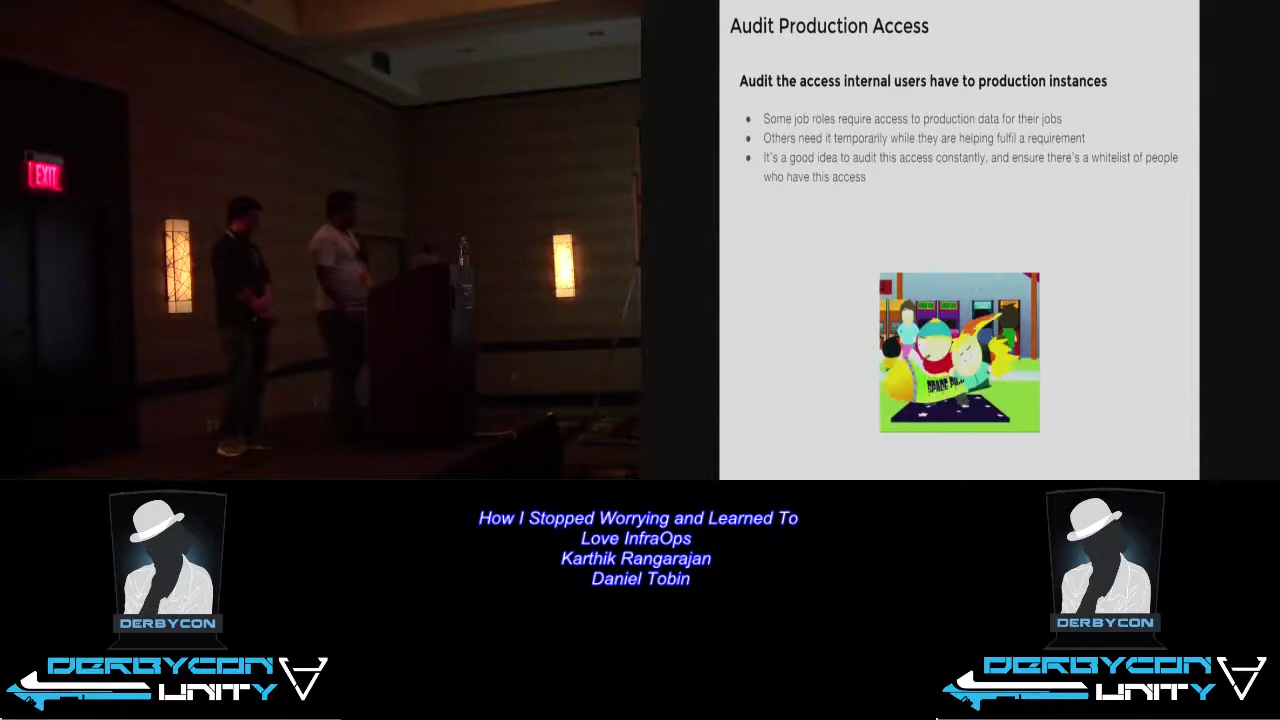 Audit Production Access
Audit the access internal users have to production instances
● Some job roles require access to production data for their jobs
● Others need it temporarily while they are helping fulfil a requirement
● It's a good idea to audit this access constantly, and ensure there's a whitelist of people
who have this access
EXIT
SPACE
How I Stopped Worrying and Learned To
Love InfraOps
Karthik Rangarajan
Daniel Tobin
DERBYCON
DERBYCON
UNITY
DERBYCON
DERBYCON
UNITY